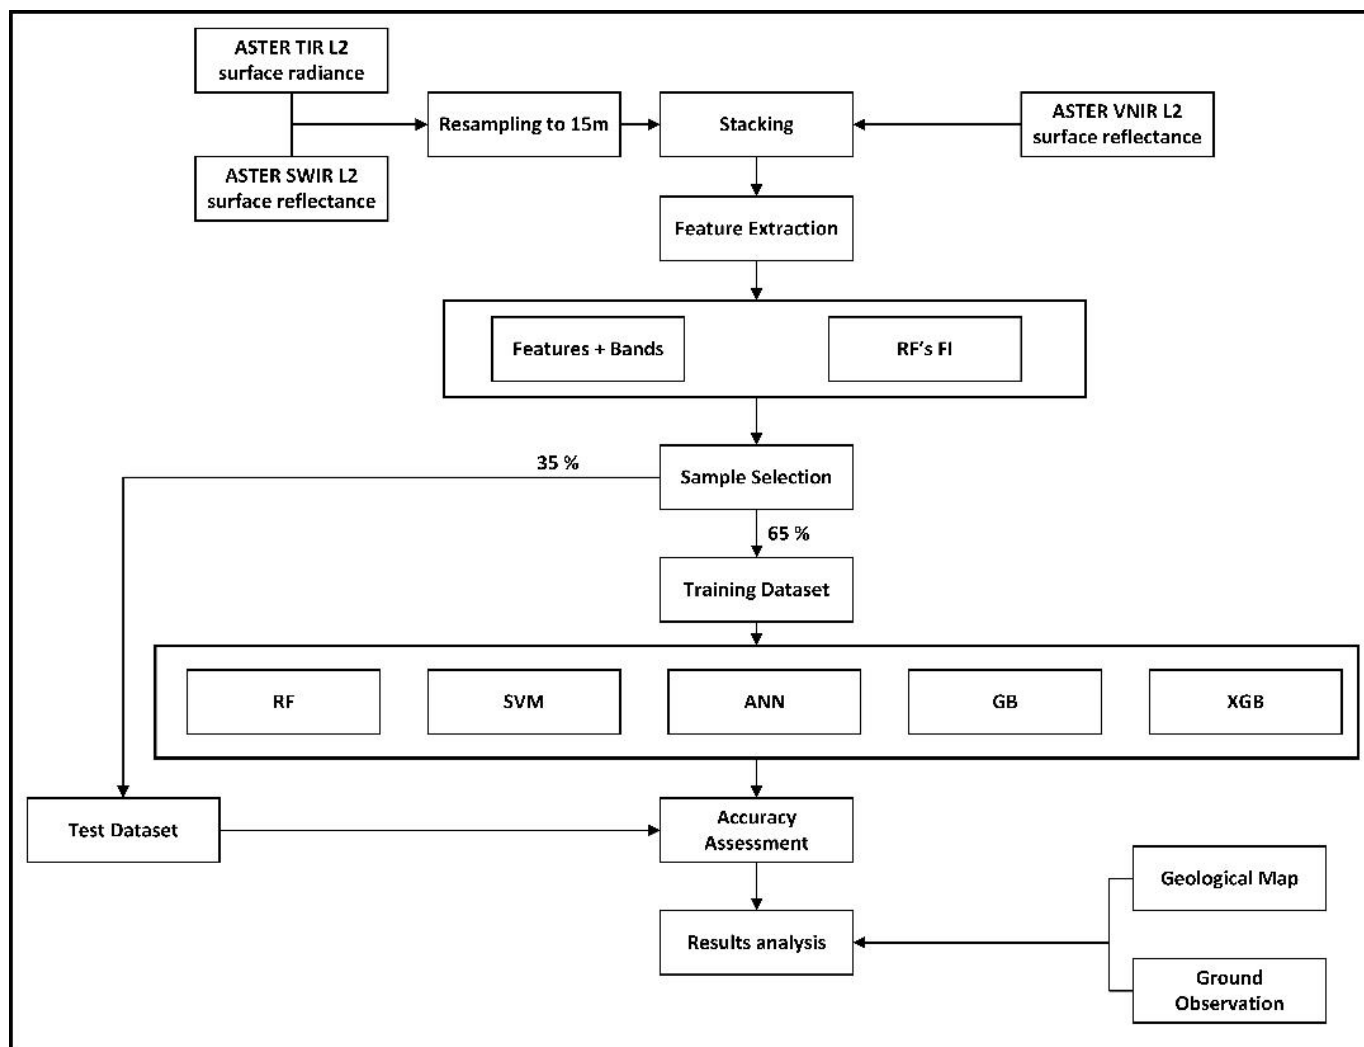 ASTER TIR L2
surface radiance
Resampling to 15m
Stacking
ASTER VNIR L2
surface reflectance
ASTER SWIR L2
surface reflectance
Feature Extraction
Features + Bands
RF's FI
35 %
Sample Selection
65 %
Training Dataset
RF
SVM
ANN
GB
XGB
Test Dataset
Accuracy
Assessment
Geological Map
Results analysis
Ground
Observation